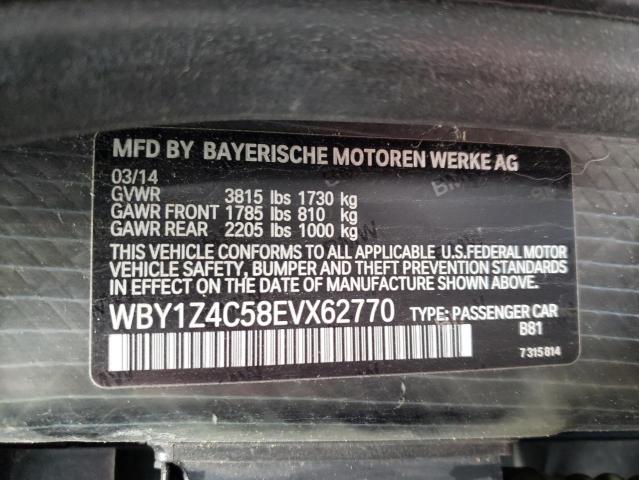 MFD BY BAYERISCHE MOTOREN WERKE AG
03/14
GVWR 3815 lbs 1730 kg
GAWR FRONT 1785 lbs 810 kg
GAWR REAR 2205 lbs 1000 kg
THIS VEHICLE CONFORMS TO ALL APPLICABLE U.S.FEDERAL MOTOR
VEHICLE SAFETY, BUMPER AND THEFT PREVENTION STANDARDS
IN EFFECT ON THE DATE OF MANUFACTURE SHOWN ABOVE.
WBY1Z4C58EVX62770 TYPE: PASSENGER CAR
B81
7315814